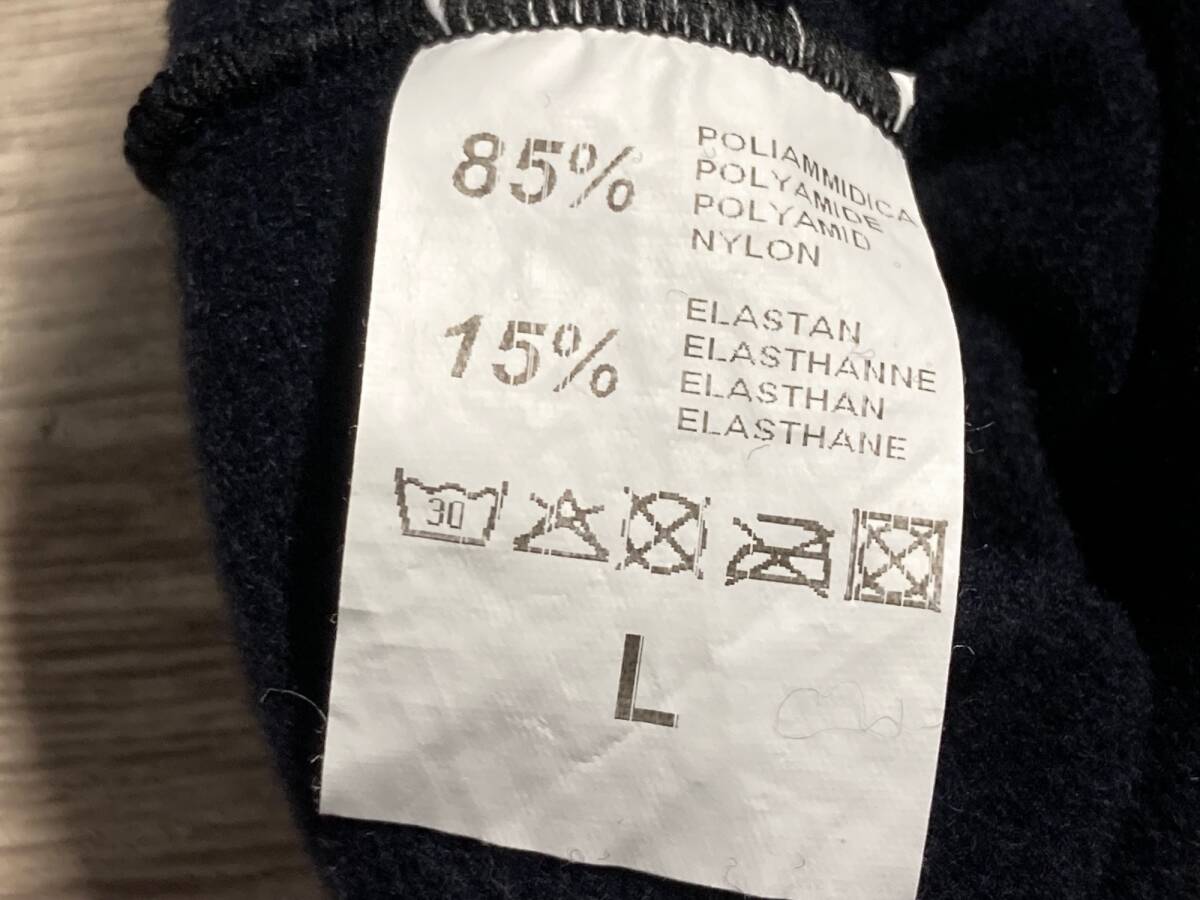 85%
POLIAMMIDICA
POLYAMIDE
POLYAMID
NYLON
15%
ELASTAN
ELASTHANNE
ELASTHAN
ELASTHANE
30
L